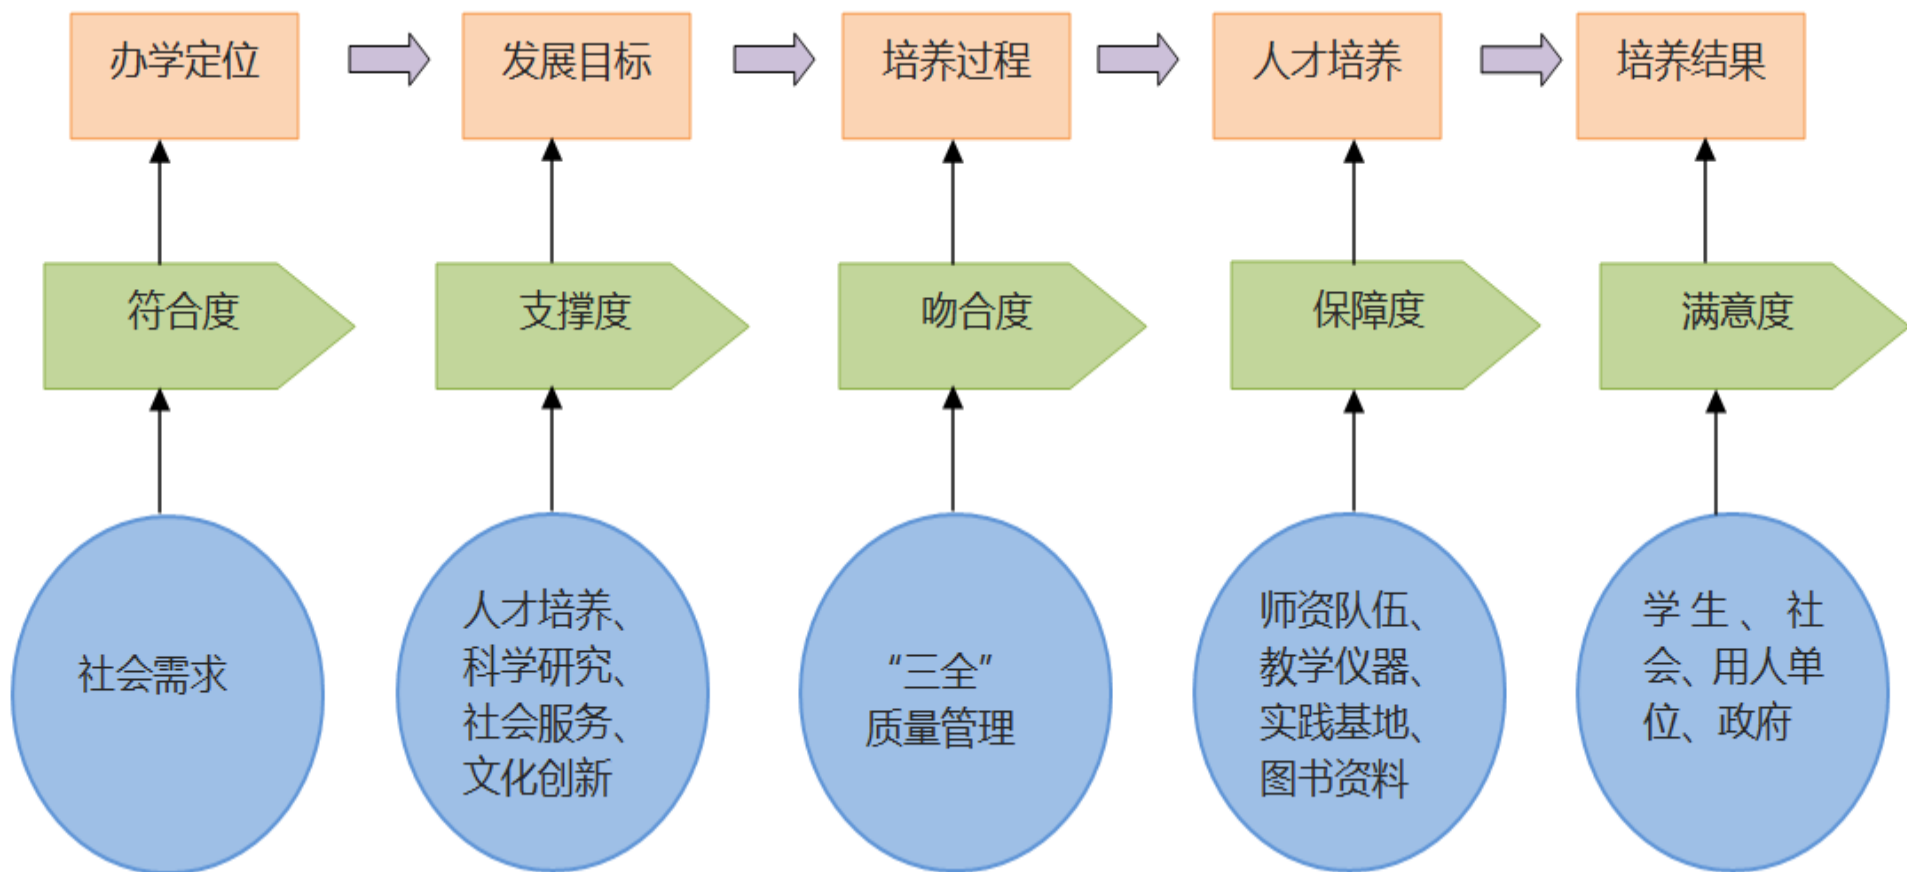 办学定位
发展目标
培养过程
人才培养
培养结果
符合度
支撑度
吻合度
保障度
满意度
社会需求
人才培养、
科学研究、
社会服务、
文化创新
“三全”
质量管理
师资队伍、
教学仪器、
实践基地、
图书资料
学生、社
会、用人单
位、政府